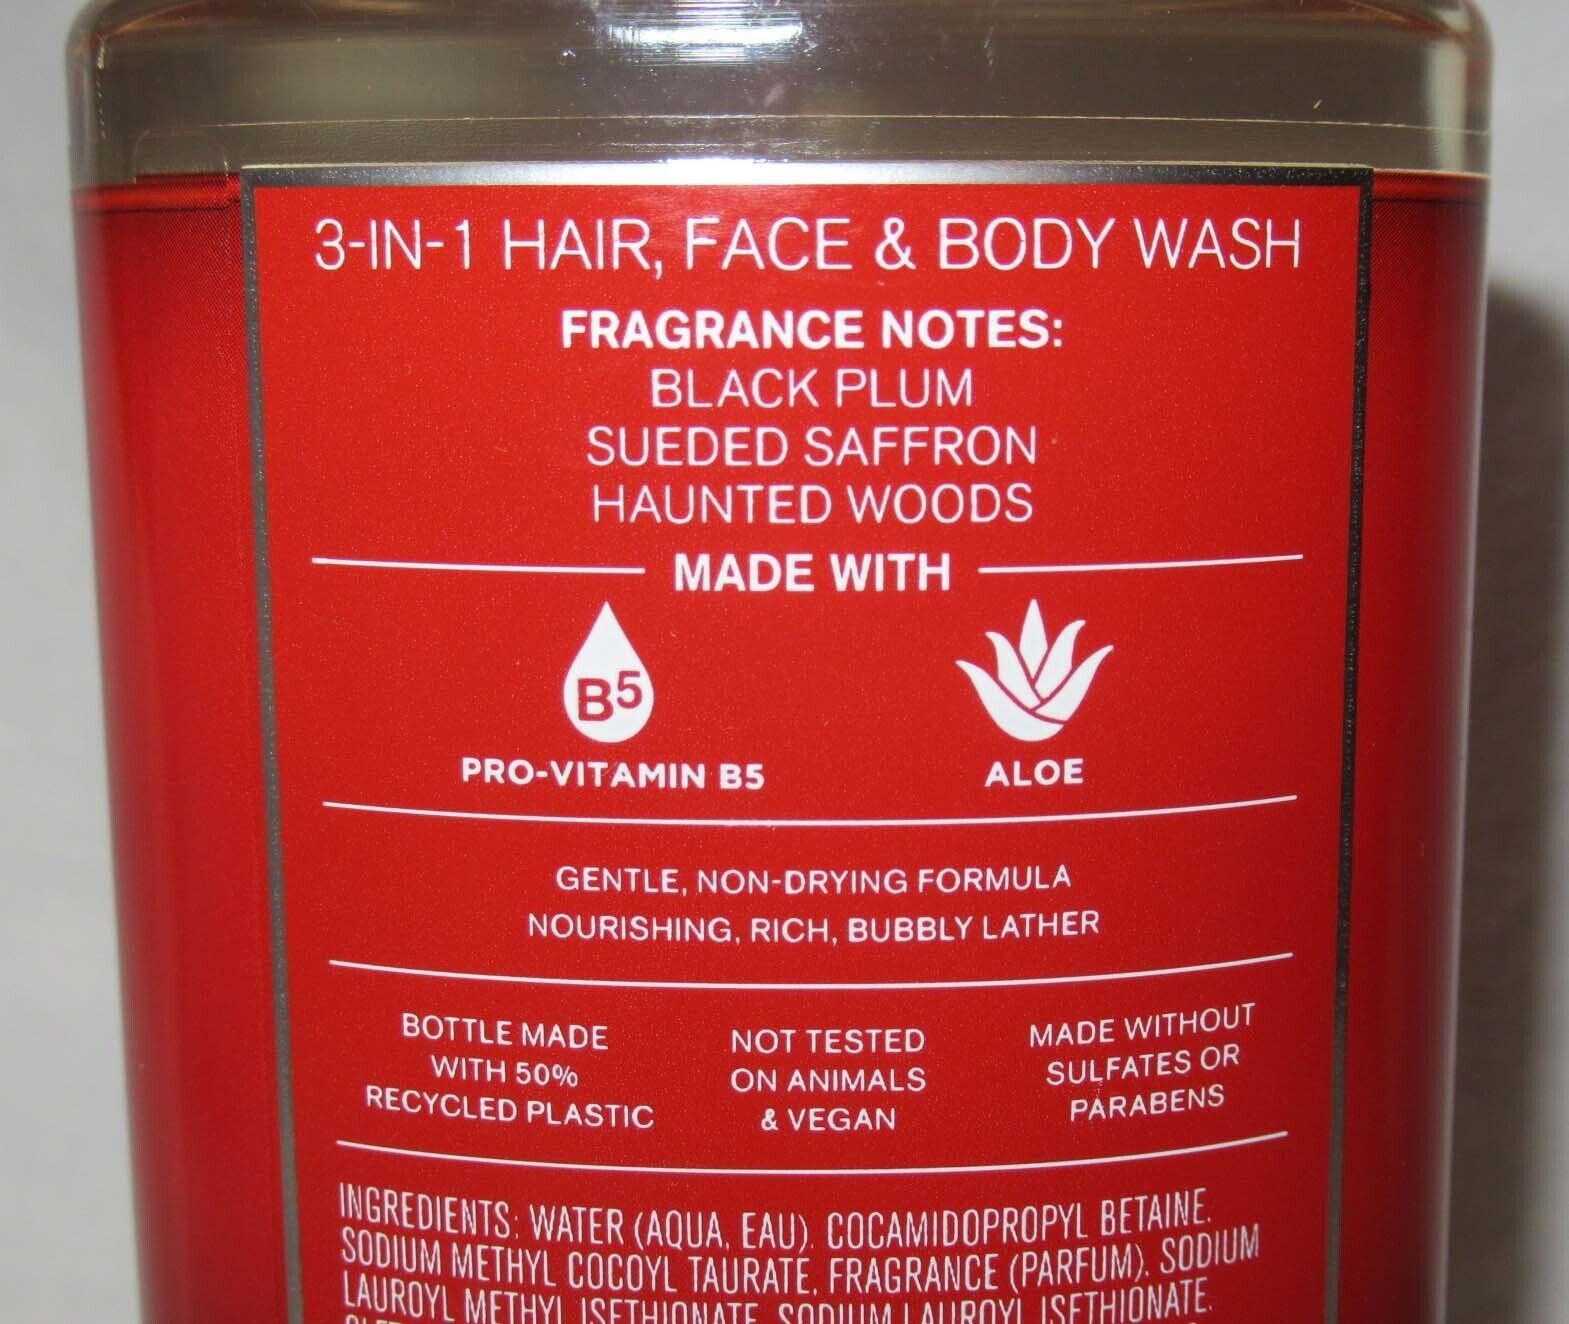 3-IN-1 HAIR, FACE & BODY WASH
FRAGRANCE NOTES:
BLACK PLUM
SUEDED SAFFRON
HAUNTED WOODS
MADE WITH
B5
PRO-VITAMIN B5
ALOE
GENTLE, NON-DRYING FORMULA
NOURISHING, RICH, BUBBLY LATHER
BOTTLE MADE
WITH 50%
RECYCLED PLASTIC
NOT TESTED
ON ANIMALS
& VEGAN
MADE WITHOUT
SULFATES OR
PARABENS
INGREDIENTS: WATER (AQUA, EAU), COCAMIDOPROPYL BETAINE,
SODIUM METHYL COCOYL TAURATE, FRAGRANCE (PARFUM), SODIUM
LAUROYL METHYL ISETHIONATE, SODIUM LAUROYL ISETHIONATE,